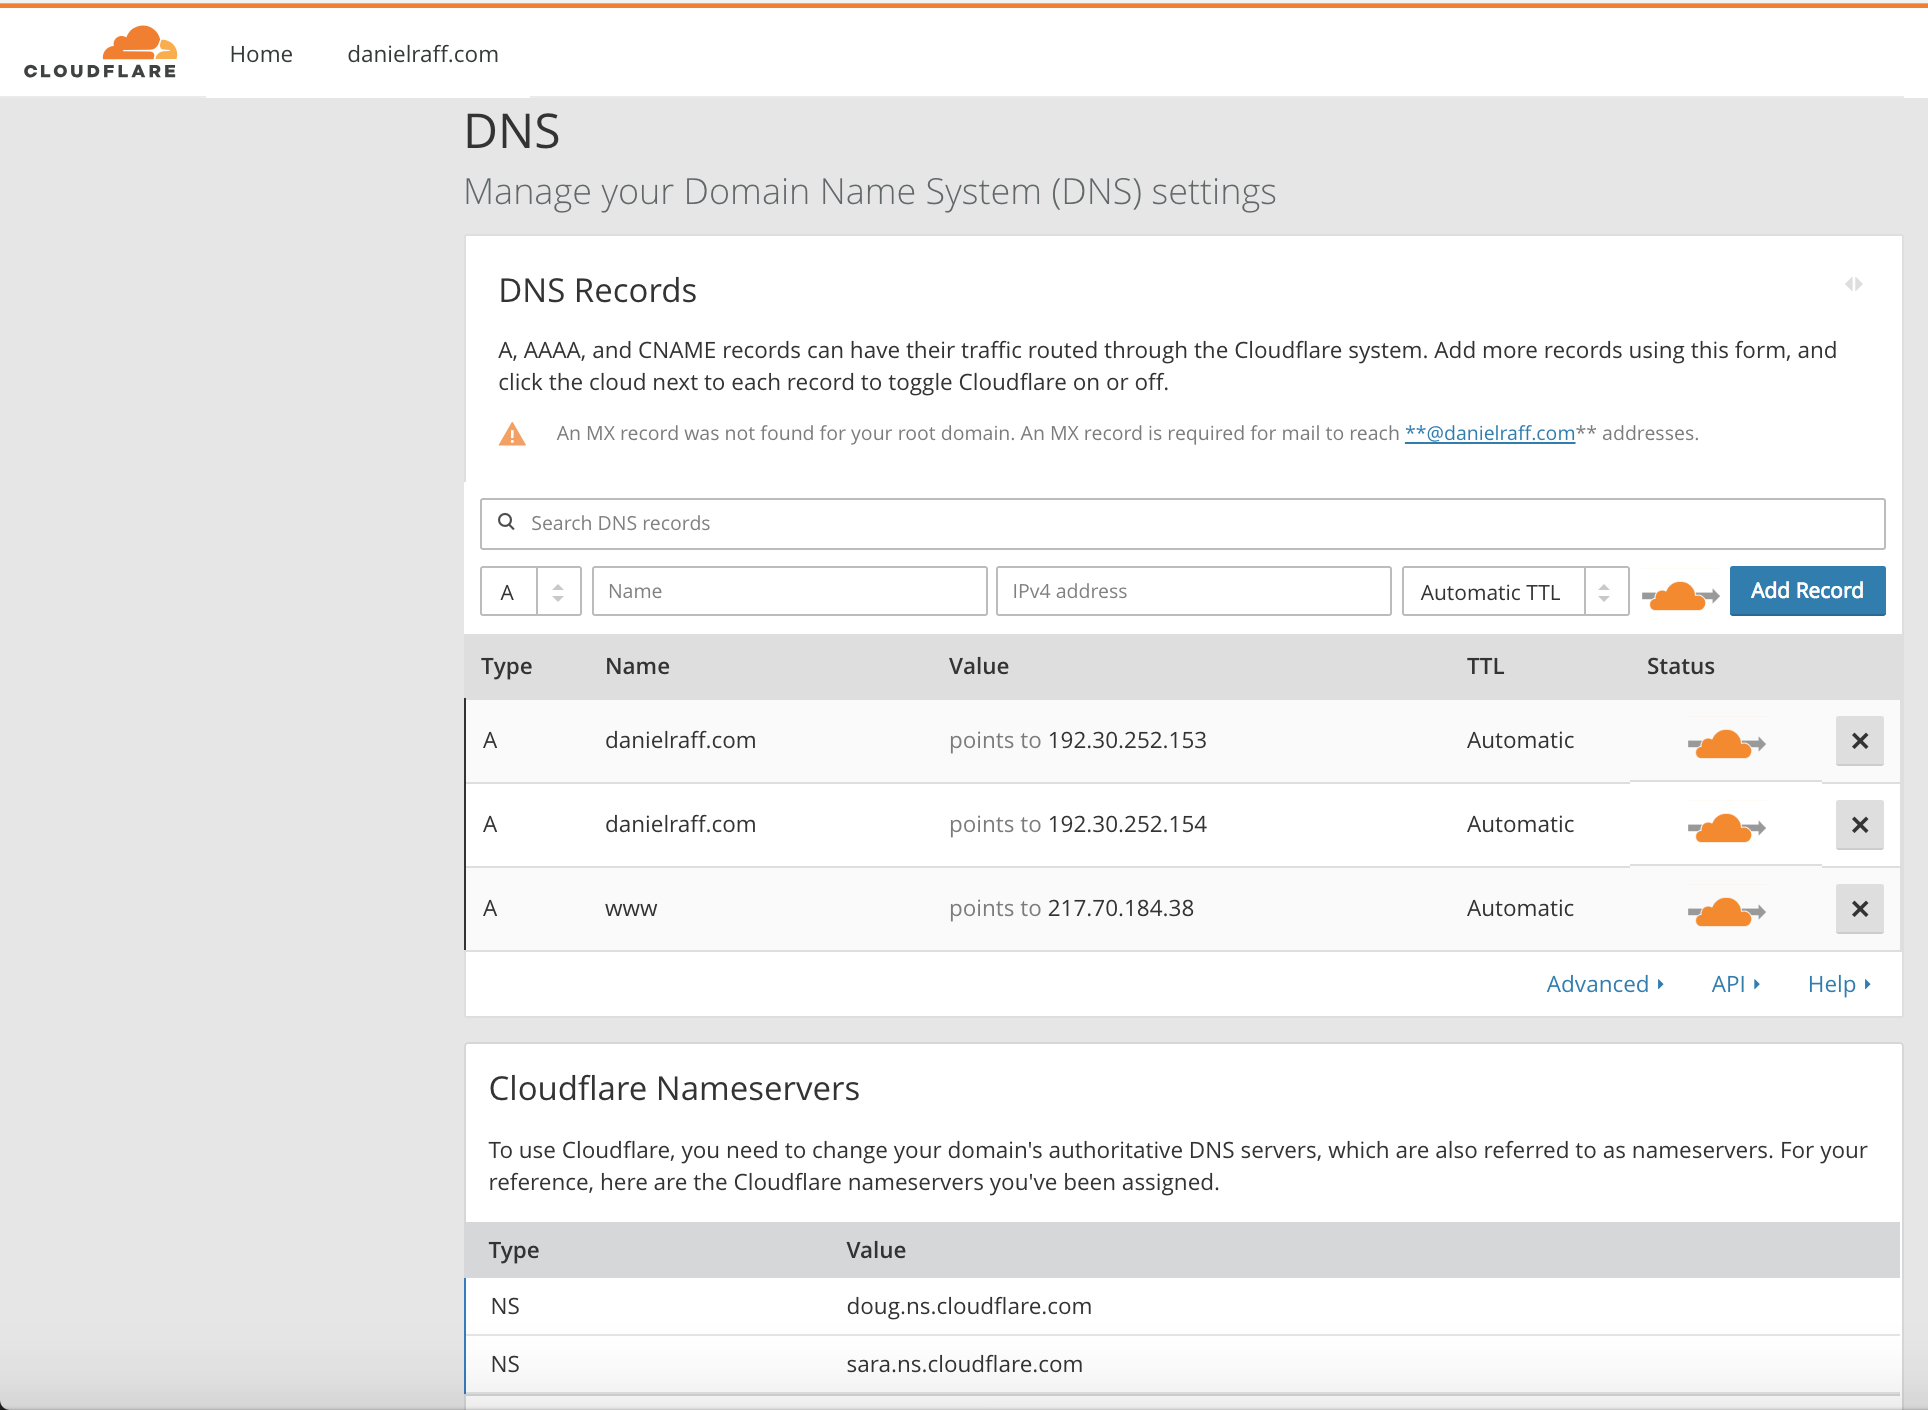 CLOUDFLARE
Home danielraff.com
DNS
Manage your Domain Name System (DNS) settings
DNS Records
A, AAAA, and CNAME records can have their traffic routed through the Cloudflare system. Add more records using this form, and
click the cloud next to each record to toggle Cloudflare on or off.
An MX record was not found for your root domain. An MX record is required for mail to reach **@danielraff.com** addresses.
Search DNS records
A Name IPv4 address Automatic TTL Add Record
Type Name Value TTL Status
A danielraff.com points to 192.30.252.153 Automatic
A danielraff.com points to 192.30.252.154 Automatic
A www points to 217.70.184.38 Automatic
Advanced API Help
Cloudflare Nameservers
To use Cloudflare, you need to change your domain's authoritative DNS servers, which are also referred to as nameservers. For your
reference, here are the Cloudflare nameservers you've been assigned.
Type Value
NS doug.ns.cloudflare.com
NS sara.ns.cloudflare.com